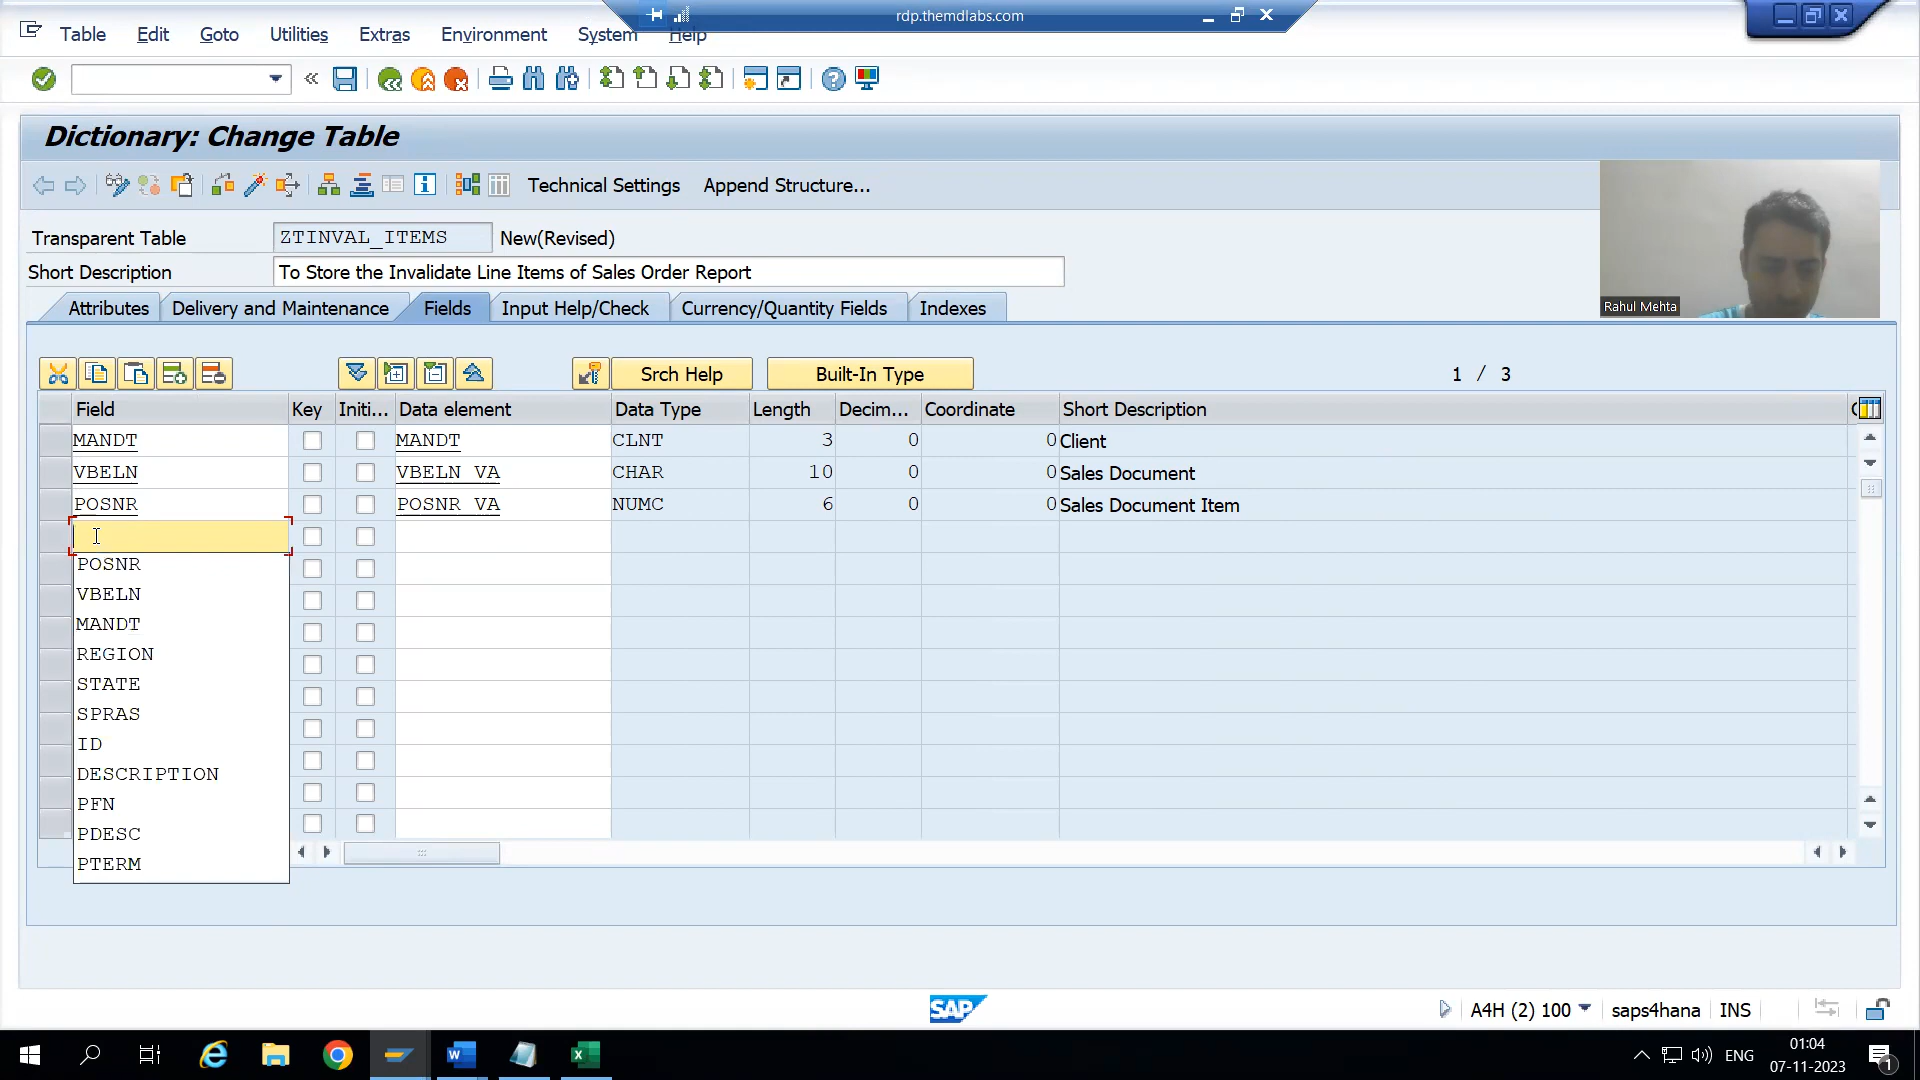 rdp.themdlabs.com
Table Edit Goto Utilities Extras Environment System Help
Dictionary: Change Table
Technical Settings Append Structure...
Transparent Table ZTINVAL_ITEMS New(Revised)
Short Description To Store the Invalidate Line Items of Sales Order Report
Rahul Mehta
Attributes Delivery and Maintenance Fields Input Help/Check Currency/Quantity Fields Indexes
Srch Help Built-In Type 1 / 3
Field Key Initi... Data element Data Type Length Decim... Coordinate Short Description
MANDT MANDT CLNT 3 0 0 Client
VBELN VBELN_VA CHAR 10 0 0 Sales Document
POSNR POSNR_VA NUMC 6 0 0 Sales Document Item
POSNR
VBELN
MANDT
REGION
STATE
SPRAS
ID
DESCRIPTION
PFN
PDESC
PTERM
SAP A4H (2) 100 saps4hana INS
ENG 01:04
07-11-2023
1